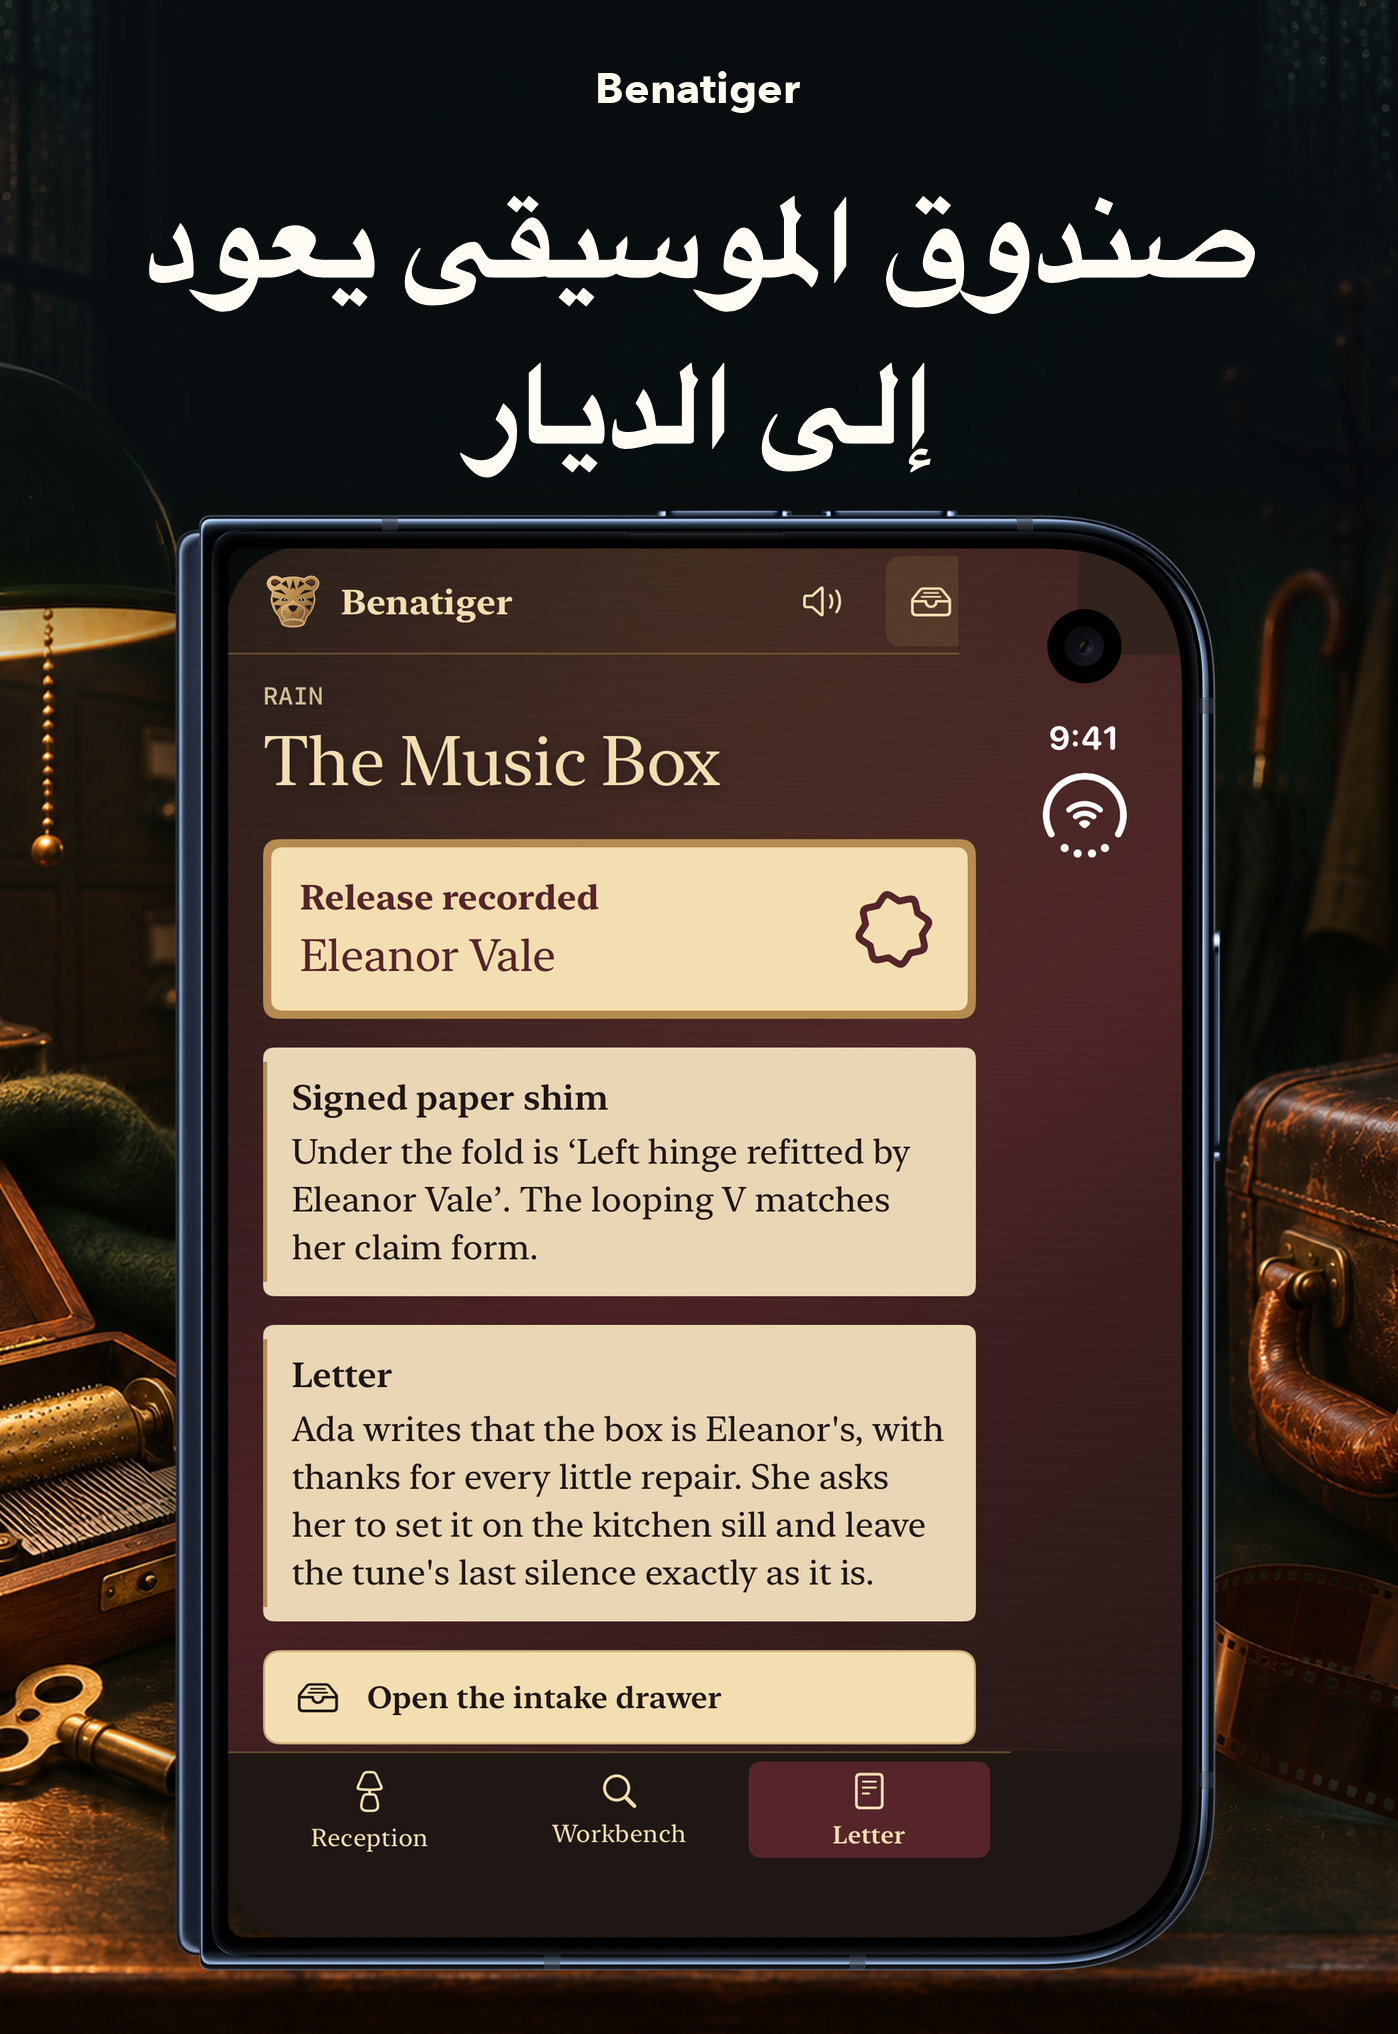 Benatiger
صندوق الموسيقى يعود
إلى الديار
Benatiger
9:41
RAIN
The Music Box
Release recorded
Eleanor Vale
Signed paper shim
Under the fold is ‘Left hinge refitted by
Eleanor Vale’. The looping V matches
her claim form.
Letter
Ada writes that the box is Eleanor's, with
thanks for every little repair. She asks
her to set it on the kitchen sill and leave
the tune's last silence exactly as it is.
Open the intake drawer
Reception
Workbench
Letter